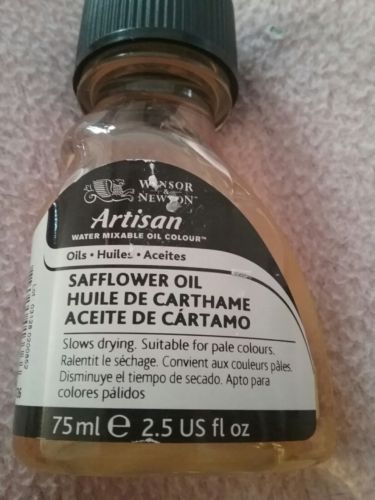 WINSOR
&
NEWTON
Artisan
WATER MIXABLE OIL COLOUR™
Oils • Huiles • Aceites
SAFFLOWER OIL
HUILE DE CARTHAME
ACEITE DE CÁRTAMO
Slows drying. Suitable for pale colours.
Ralentit le séchage. Convient aux couleurs pâles.
Disminuye el tiempo de secado. Apto para
colores pálidos
75ml ℮ 2.5 US fl oz